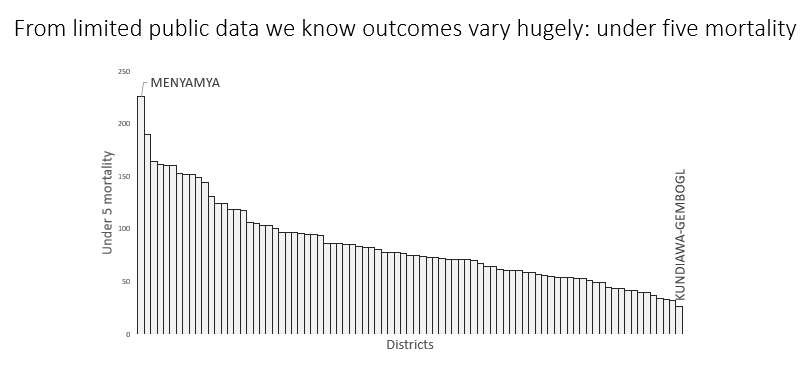 From limited public data we know outcomes vary hugely: under five mortality
250
MENYAMYA
200
150
100
50
0
Under 5 mortality
KUNDIAWA-GEMBOGL
Districts